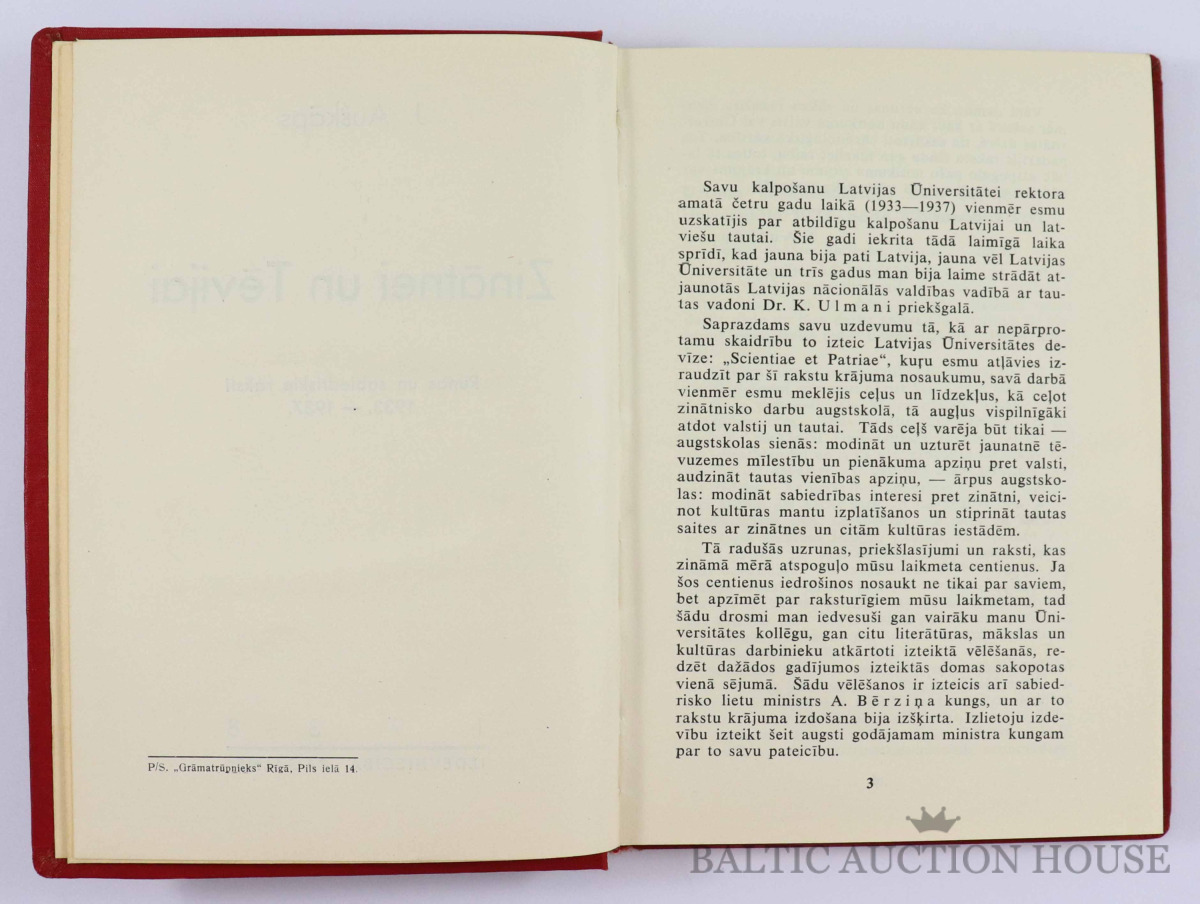 P/S. „Grāmatrūpnieks“ Rīgā, Pils ielā 14.
Savu kalpošanu Latvijas Ūniversitātei rektora
amatā četru gadu laikā (1933—1937) vienmēr esmu
uzskatījis par atbildīgu kalpošanu Latvijai un lat-
viešu tautai. Šie gadi iekrita tādā laimīgā laika
sprīdī, kad jauna bija pati Latvija, jauna vēl Latvijas
Ūniversitāte un trīs gadus man bija laime strādāt at-
jaunotās Latvijas nācionālās valdības vadībā ar tau-
tas vadoni Dr. K. Ulmani priekšgalā.
Saprazdams savu uzdevumu tā, kā ar nepārpro-
tamu skaidrību to izteic Latvijas Ūniversitātes de-
vīze: „Scientiae et Patriae“, kuŗu esmu atļāvies iz-
raudzīt par šī rakstu krājuma nosaukumu, savā darbā
vienmēr esmu meklējis ceļus un līdzekļus, kā ceļot
zinātnisko darbu augstskolā, tā augļus vispilnīgāki
atdot valstij un tautai. Tāds ceļš varēja būt tikai —
augstskolas sienās: modināt un uzturēt jaunatnē tē-
vuzemes mīlestību un pienākuma apziņu pret valsti,
audzināt tautas vienības apziņu, — ārpus augstsko-
las: modināt sabiedrības interesi pret zinātni, veici-
not kultūras mantu izplatīšanos un stiprināt tautas
saites ar zinātnes un citām kultūras iestādēm.
Tā radušās uzrunas, priekšlasījumi un raksti, kas
zināmā mērā atspoguļo mūsu laikmeta centienus. Ja
šos centienus iedrošinos nosaukt ne tikai par saviem,
bet apzīmēt par raksturīgiem mūsu laikmetam, tad
šādu drosmi man iedvesuši gan vairāku manu Ūni-
versitātes kollēgu, gan citu literātūras, mākslas un
kultūras darbinieku atkārtoti izteiktā vēlēšanās, re-
dzēt dažādos gadījumos izteiktās domas sakopotas
vienā sējumā. Šādu vēlēšanos ir izteicis arī sabied-
risko lietu ministrs A. Bērziņa kungs, un ar to
rakstu krājuma izdošana bija izšķirta. Izlietoju izde-
vību izteikt šeit augsti godājamam ministra kungam
par to savu pateicību.
3
BALTIC AUCTION HOUSE